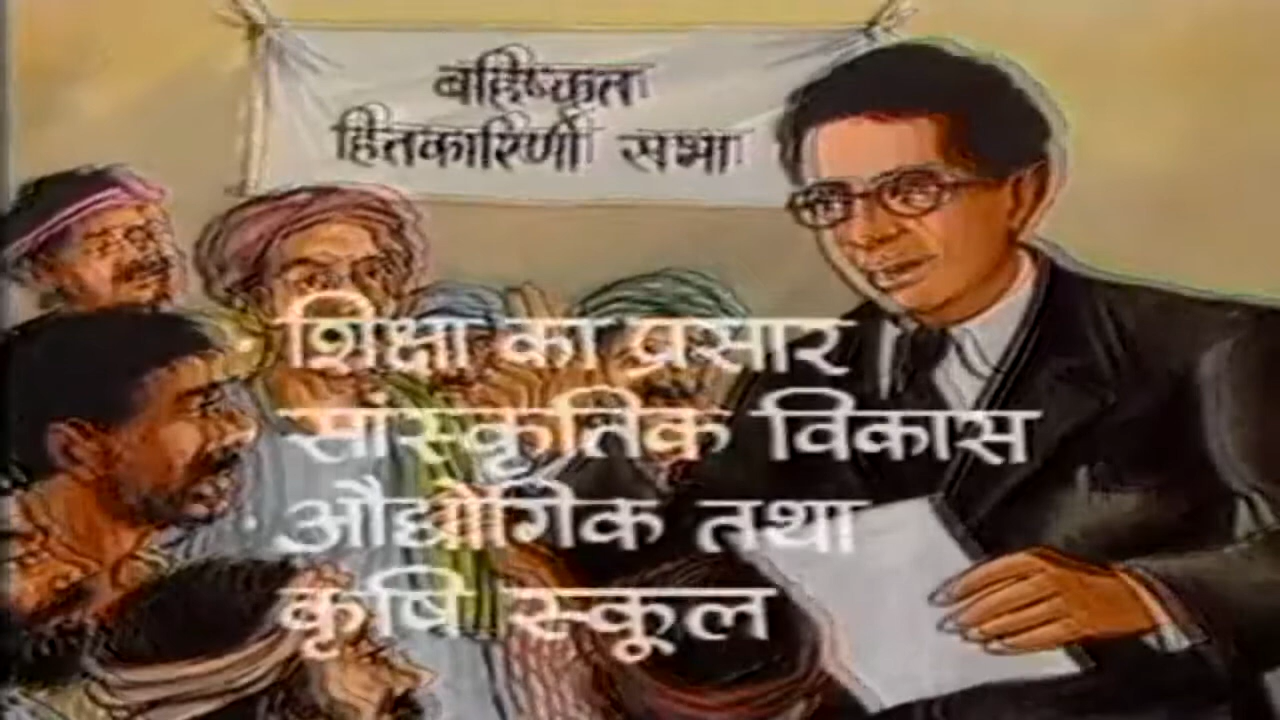 बहिष्कृत
हितकारिणी सभा
· शिक्षा का प्रसार
सांस्कृतिक विकास
· औद्योगिक तथा
कृषि स्कूल